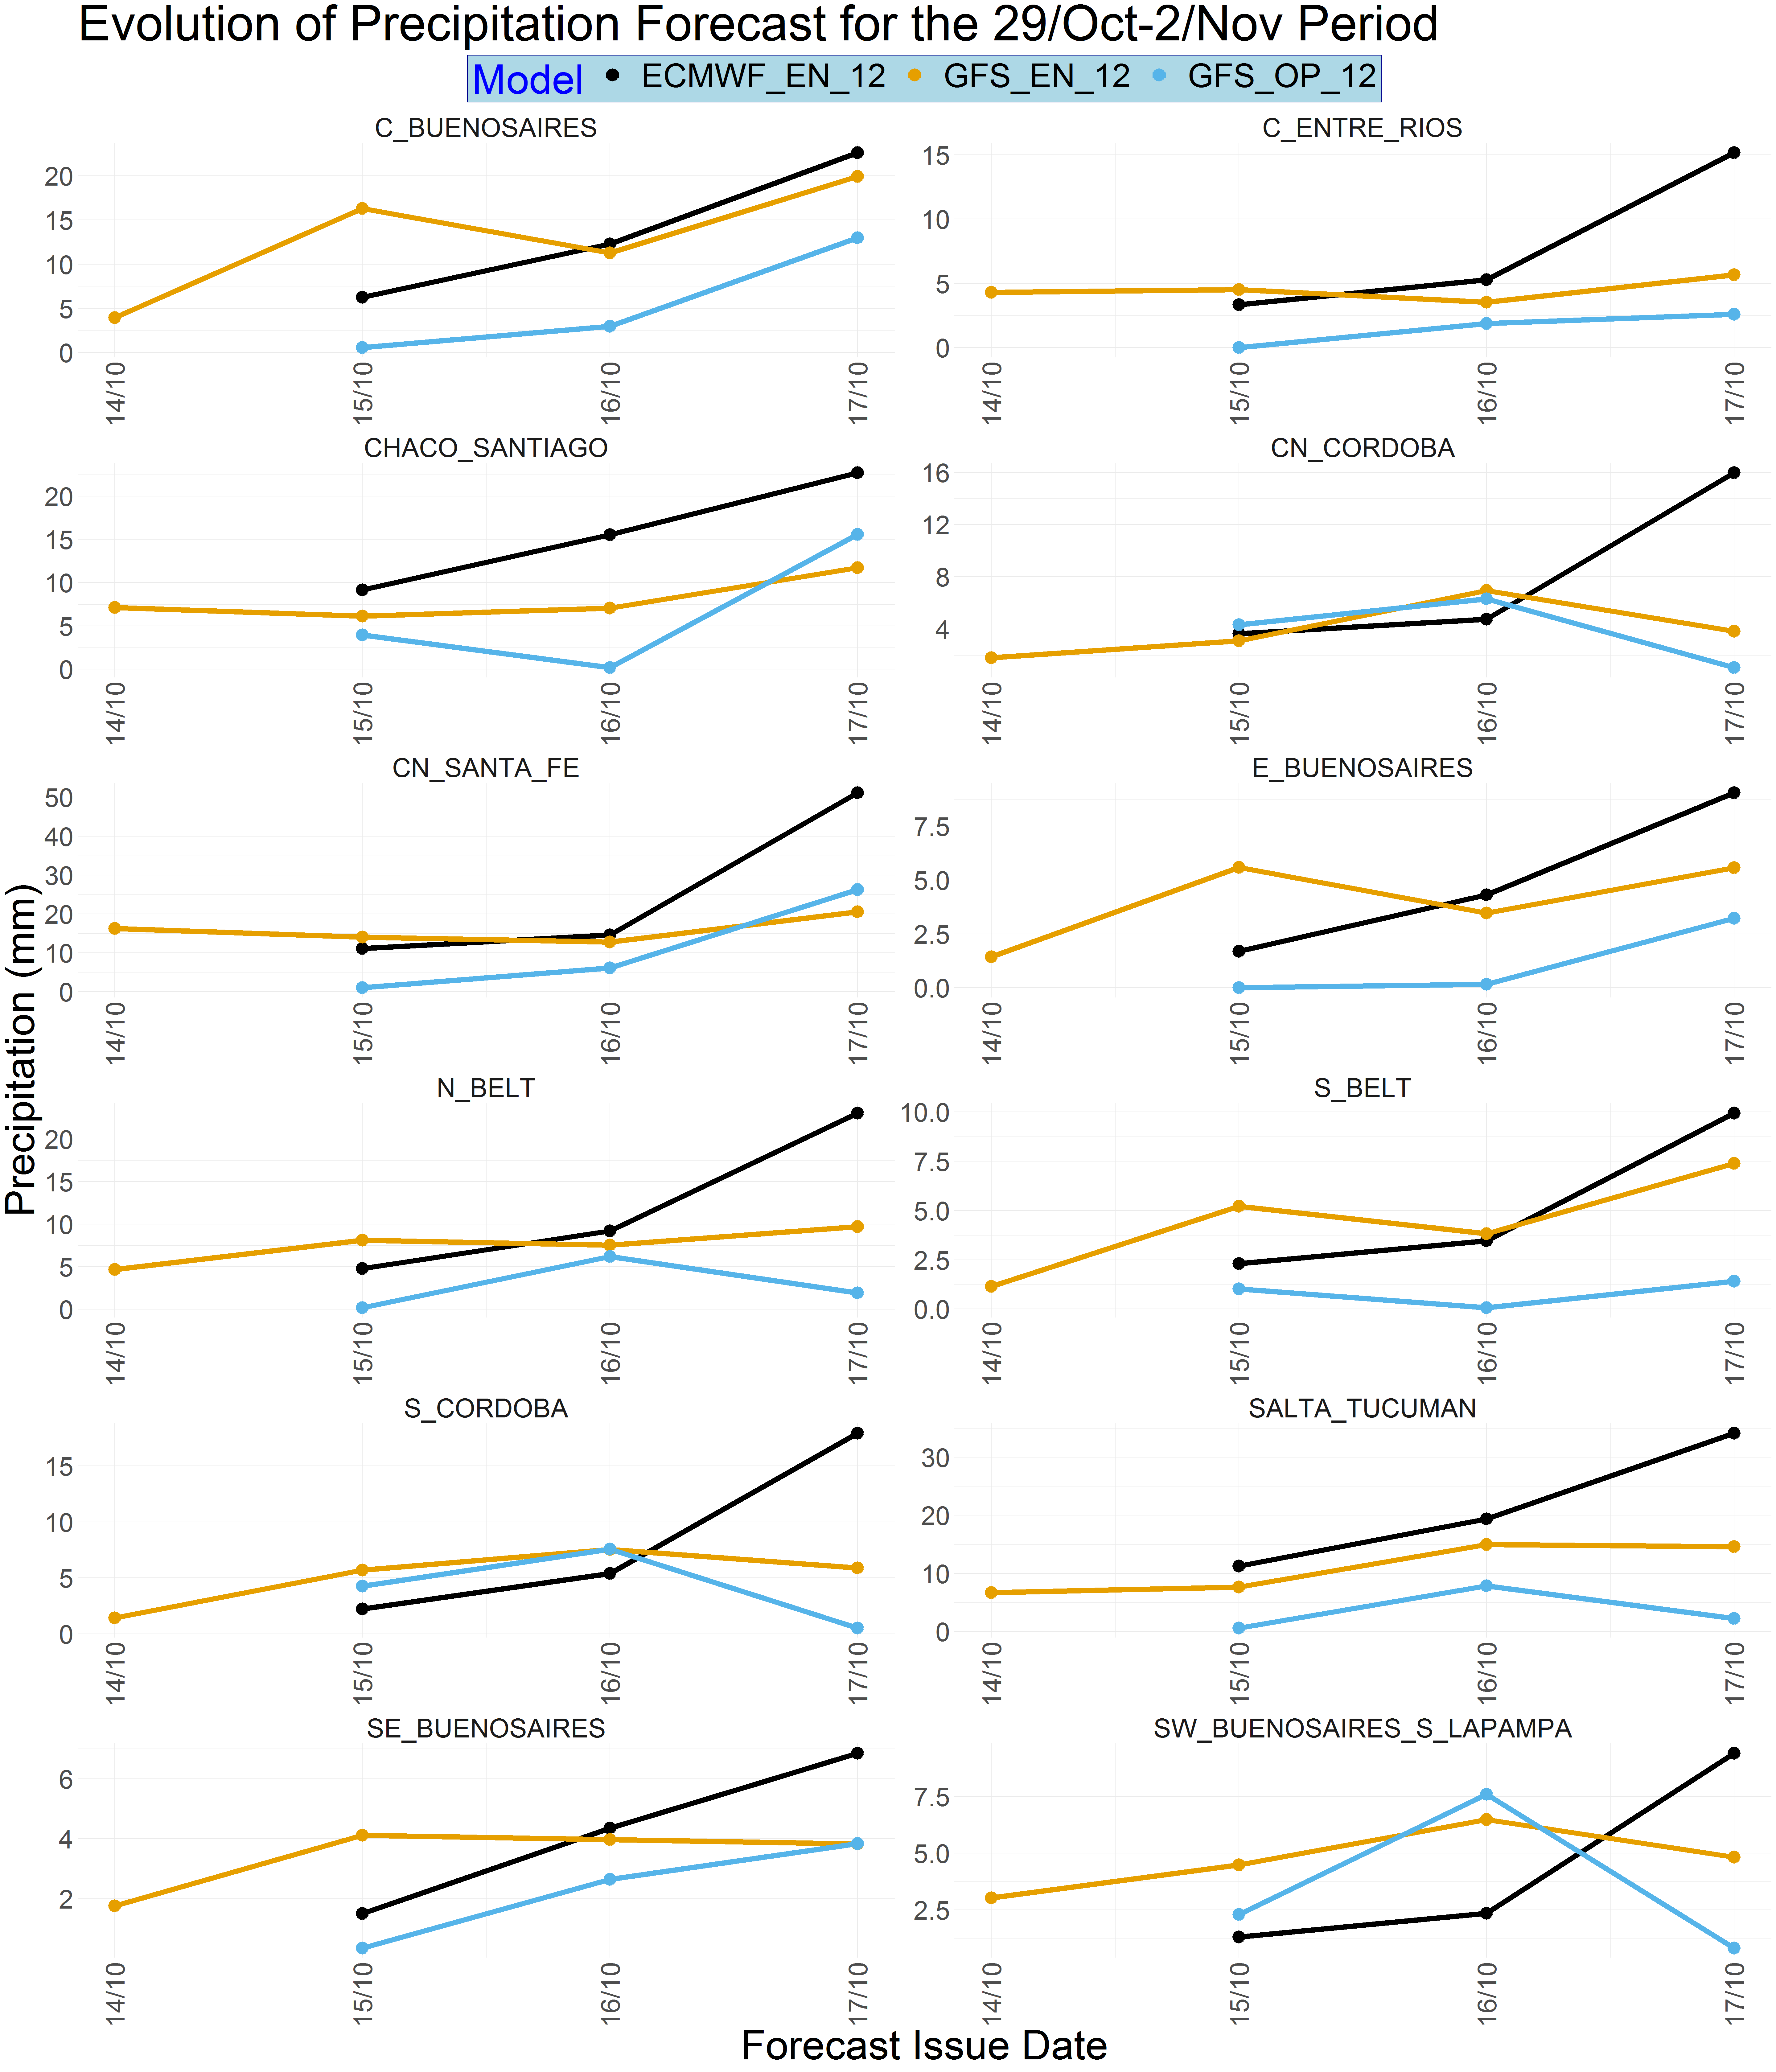 Evolution of Precipitation Forecast for the 29/Oct-2/Nov Period
Model ECMWF_EN_12 GFS_EN_12 GFS_OP_12
C_BUENOSAIRES
20
15
10
5
0
14/10 15/10 16/10 17/10
C_ENTRE_RIOS
15
10
5
0
14/10 15/10 16/10 17/10
CHACO_SANTIAGO
20
15
10
5
0
14/10 15/10 16/10 17/10
CN_CORDOBA
16
12
8
4
14/10 15/10 16/10 17/10
CN_SANTA_FE
50
40
30
20
10
0
14/10 15/10 16/10 17/10
E_BUENOSAIRES
7.5
5.0
2.5
0.0
14/10 15/10 16/10 17/10
N_BELT
20
15
10
5
0
14/10 15/10 16/10 17/10
S_BELT
10.0
7.5
5.0
2.5
0.0
14/10 15/10 16/10 17/10
S_CORDOBA
15
10
5
0
14/10 15/10 16/10 17/10
SALTA_TUCUMAN
30
20
10
0
14/10 15/10 16/10 17/10
SE_BUENOSAIRES
6
4
2
14/10 15/10 16/10 17/10
SW_BUENOSAIRES_S_LAPAMPA
7.5
5.0
2.5
14/10 15/10 16/10 17/10
Precipitation (mm)
Forecast Issue Date